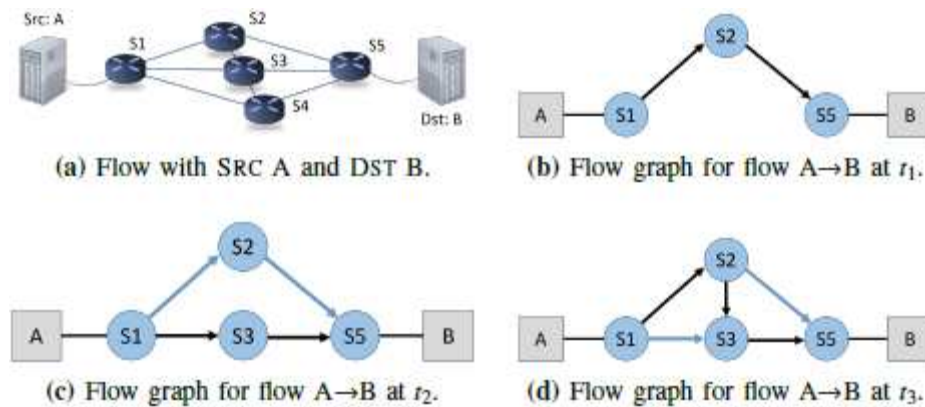 Src: A
S1
S2
S3
S4
S5
Dst: B
(a) Flow with SRC A and DST B.
S2
A
S1
S5
B
(b) Flow graph for flow A→B at t1.
S2
A
S1
S3
S5
B
(c) Flow graph for flow A→B at t2.
S2
A
S1
S3
S5
B
(d) Flow graph for flow A→B at t3.